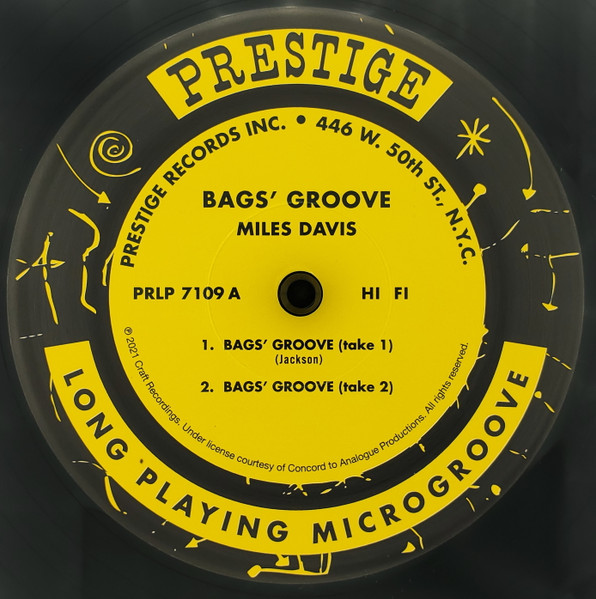 PRESTIGE
PRESTIGE RECORDS INC. • 446 W. 50th ST., N.Y.C.
BAGS' GROOVE
MILES DAVIS
PRLP 7109 A HI FI
1. BAGS' GROOVE (take 1)
(Jackson)
2. BAGS' GROOVE (take 2)
℗ 2021 Craft Recordings. Under license courtesy of Concord to Analogue Productions. All rights reserved.
LONG PLAYING MICROGROOVE